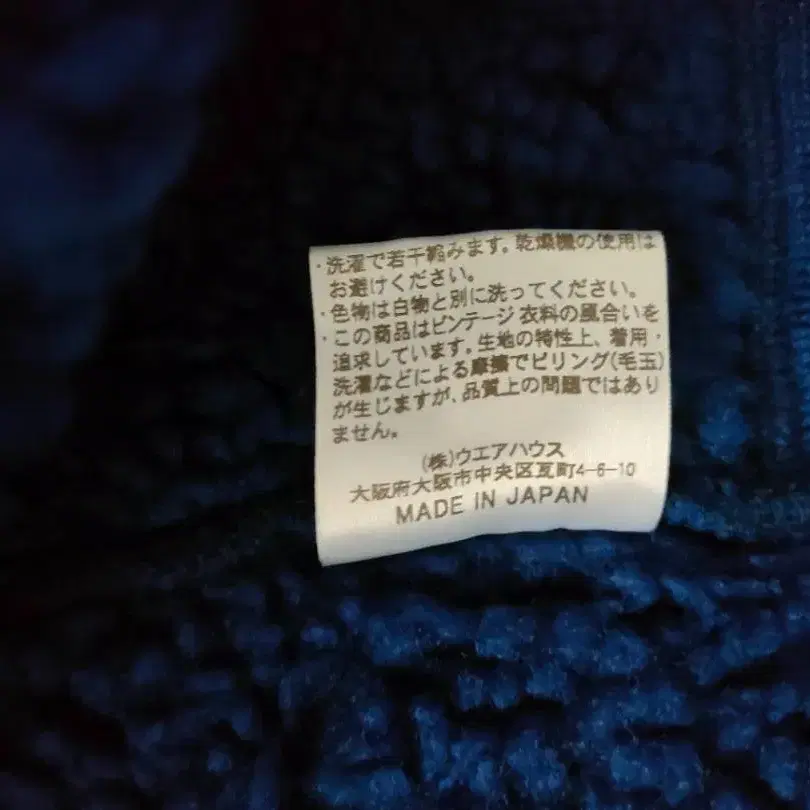 ・洗濯で若干縮みます。乾燥機の使用は
お避けください。
・色物は白物と別に洗ってください。
・この商品はビンテージ衣料の風合いを
追求しています。生地の特性上、着用・
洗濯などによる摩擦でピリング(毛玉)
が生じますが、品質上の問題ではあり
ません。
(株)ウエアハウス
大阪府大阪市中央区瓦町4-6-10
MADE IN JAPAN